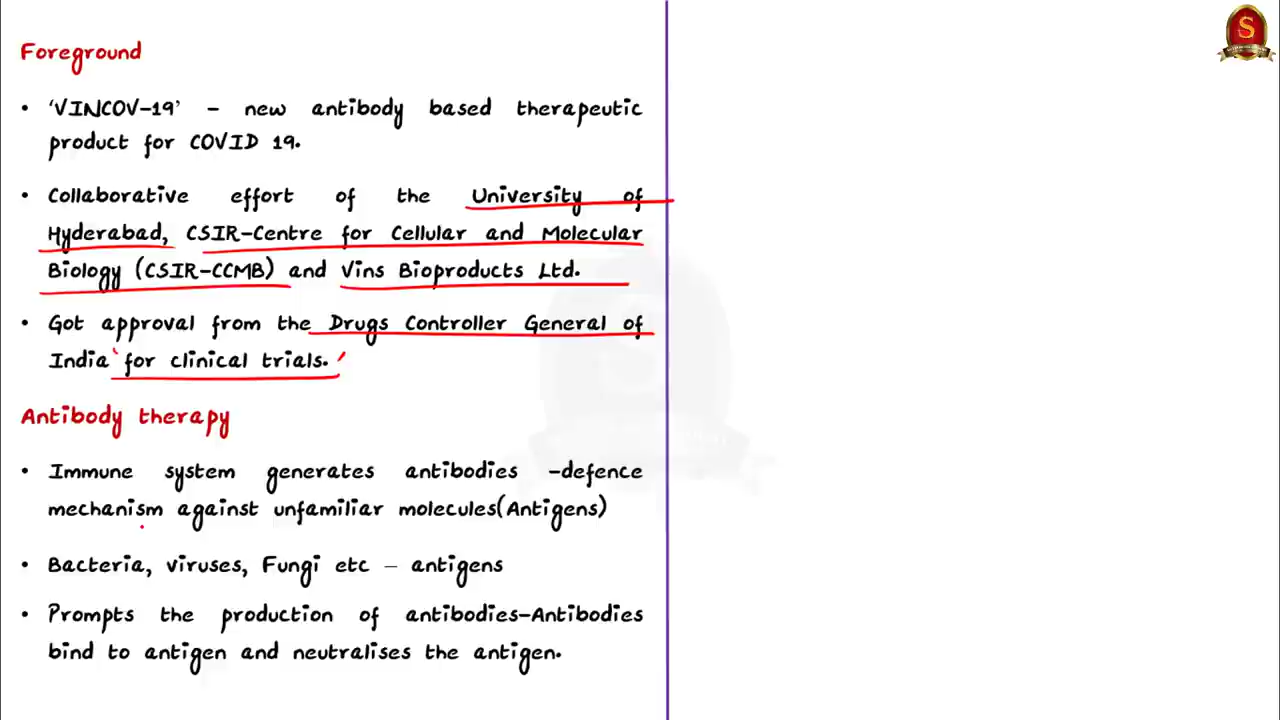 Foreground
• 'VINCOV-19' - new antibody based therapeutic
product for COVID 19.
• Collaborative effort of the University of
Hyderabad, CSIR-Centre for Cellular and Molecular
Biology (CSIR-CCMB) and Vins Bioproducts Ltd.
• Got approval from the Drugs Controller General of
India 'for clinical trials.'
Antibody therapy
• Immune system generates antibodies -defence
mechanism against unfamiliar molecules(Antigens)
• Bacteria, viruses, Fungi etc – antigens
• Prompts the production of antibodies-Antibodies
bind to antigen and neutralises the antigen.
S